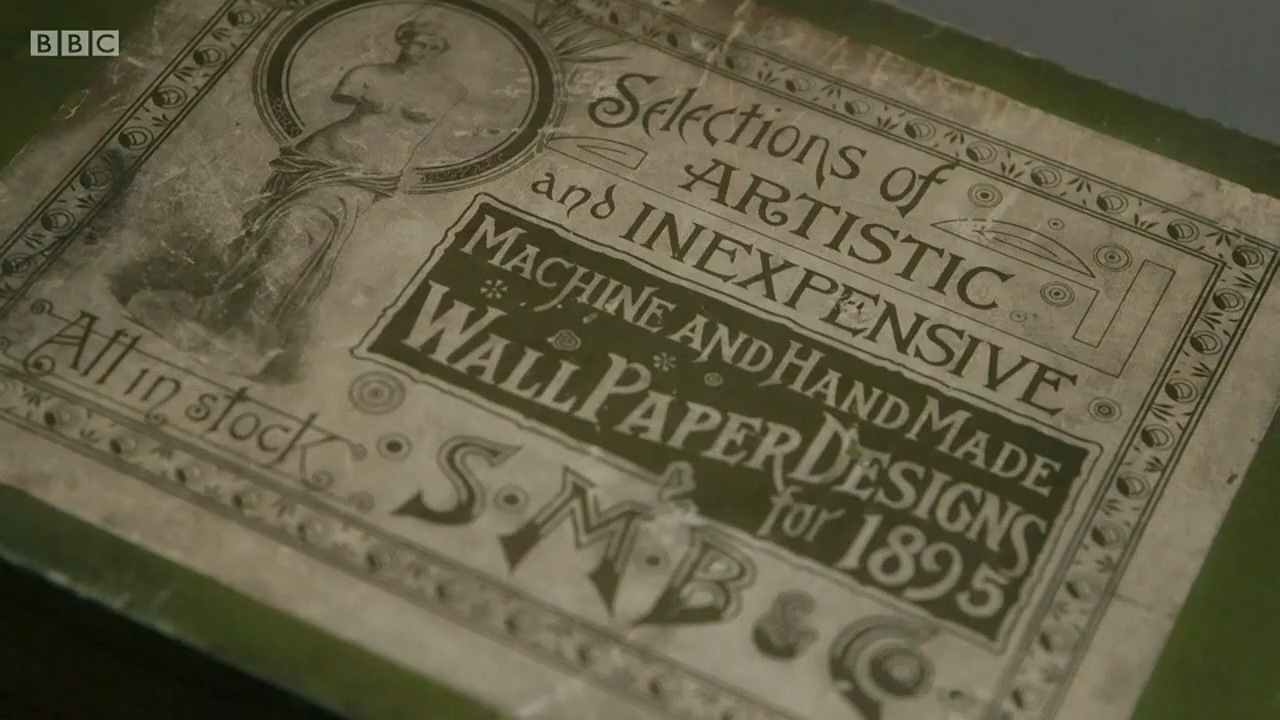 BBC
Selections of
ARTISTIC
and INEXPENSIVE
MACHINE AND HAND MADE
WALL PAPER DESIGNS
for 1895
All in stock
S. M. B & Co